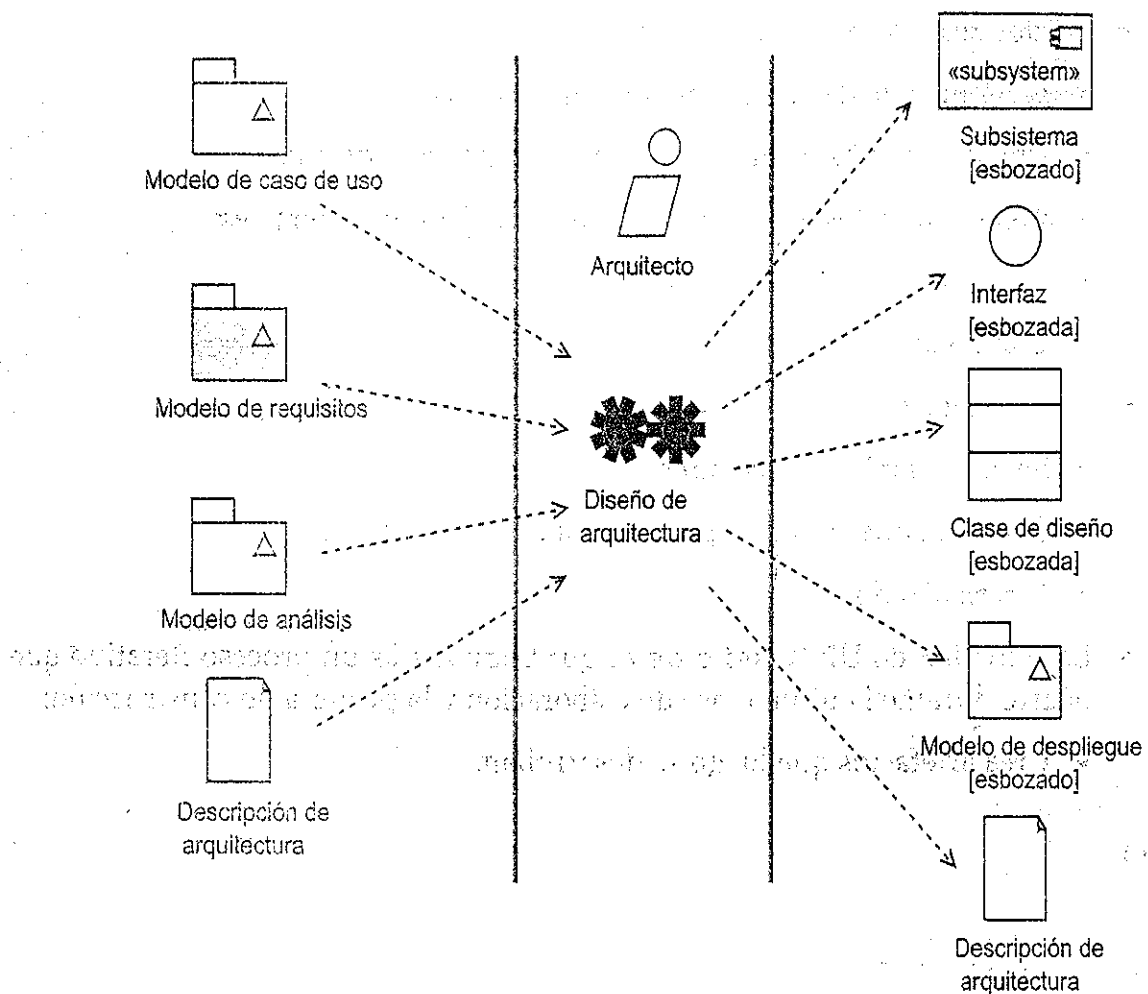 Modelo de caso de uso
Modelo de requisitos
Modelo de análisis
Descripción de
arquitectura
Arquitecto
Diseño de
arquitectura
«subsystem»
Subsistema
[esbozado]
Interfaz
[esbozada]
Clase de diseño
[esbozada]
Modelo de despliegue
[esbozado]
Descripción de
arquitectura